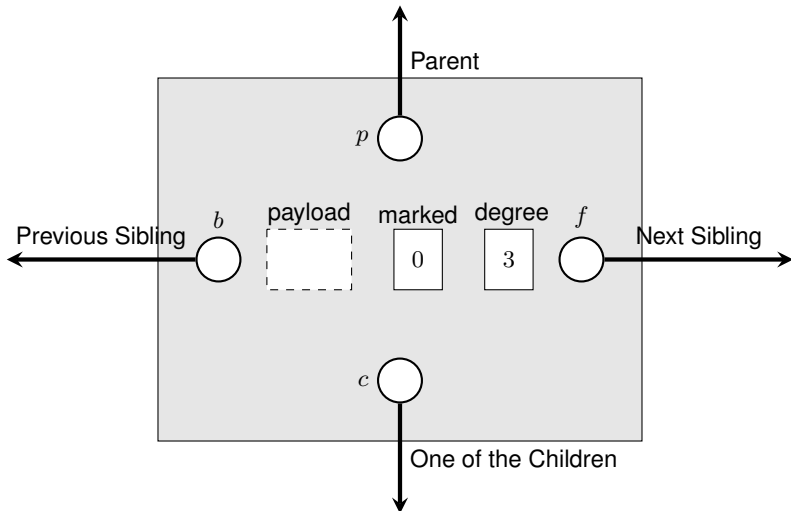 Parent
p
b
payload
marked
degree
f
Previous Sibling
Next Sibling
0
3
c
One of the Children